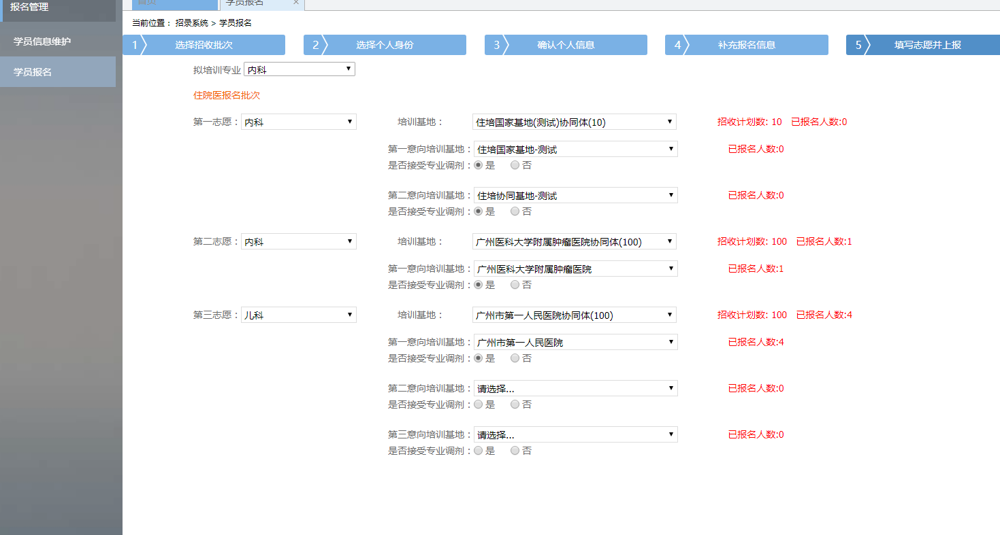 报名管理
学员信息维护
学员报名
首页
学员报名 ×
当前位置： 招录系统 > 学员报名
1 选择招收批次 2 选择个人身份 3 确认个人信息 4 补充报名信息 5 填写志愿并上报
拟培训专业 内科
住院医报名批次
第一志愿： 内科 培训基地： 住培国家基地(测试)协同体(10) 招收计划数: 10 已报名人数:0
第一意向培训基地： 住培国家基地-测试 已报名人数:0
是否接受专业调剂： 是 否
第二意向培训基地： 住培协同基地-测试 已报名人数:0
是否接受专业调剂： 是 否
第二志愿： 内科 培训基地： 广州医科大学附属肿瘤医院协同体(100) 招收计划数: 100 已报名人数:1
第一意向培训基地： 广州医科大学附属肿瘤医院 已报名人数:1
是否接受专业调剂： 是 否
第三志愿： 儿科 培训基地： 广州市第一人民医院协同体(100) 招收计划数: 100 已报名人数:4
第一意向培训基地： 广州市第一人民医院 已报名人数:4
是否接受专业调剂： 是 否
第二意向培训基地： 请选择... 已报名人数:0
是否接受专业调剂： 是 否
第三意向培训基地： 请选择... 已报名人数:0
是否接受专业调剂： 是 否